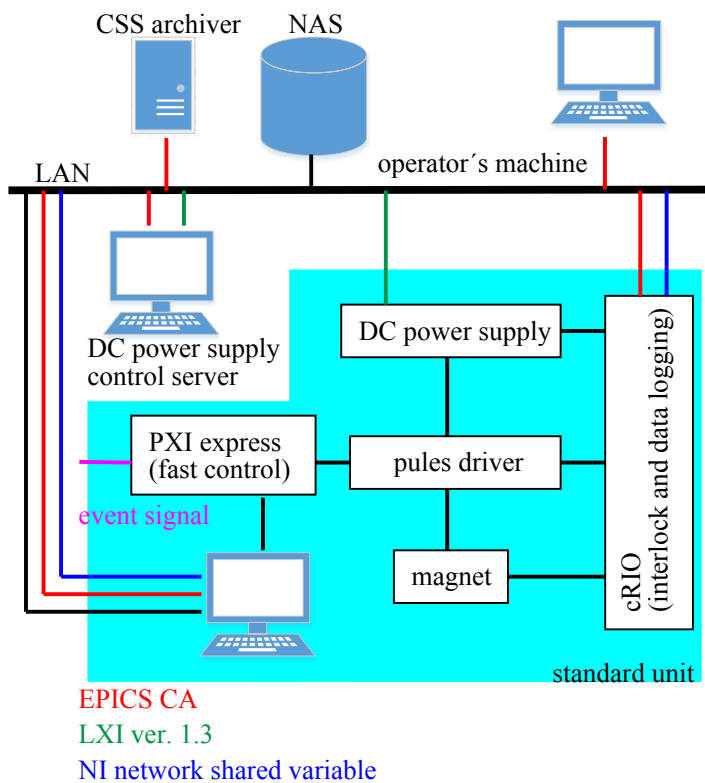 CSS archiver
NAS
LAN
operator´s machine
DC power supply
control server
DC power supply
PXI express
(fast control)
pules driver
event signal
magnet
cRIO
(interlock and data logging)
standard unit
EPICS CA
LXI ver. 1.3
NI network shared variable